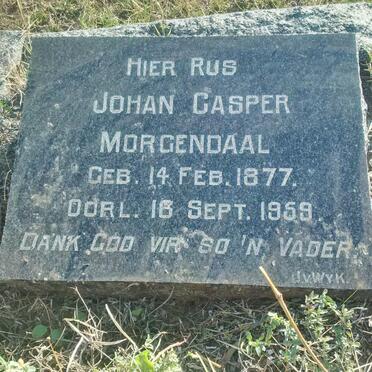 HIER RUS
JOHAN CASPER
MORGENDAAL
GEB. 14 FEB. 1877.
OORL. 16 SEPT. 1959
DANK GOD VIR SO 'N VADER
J.V.WYK